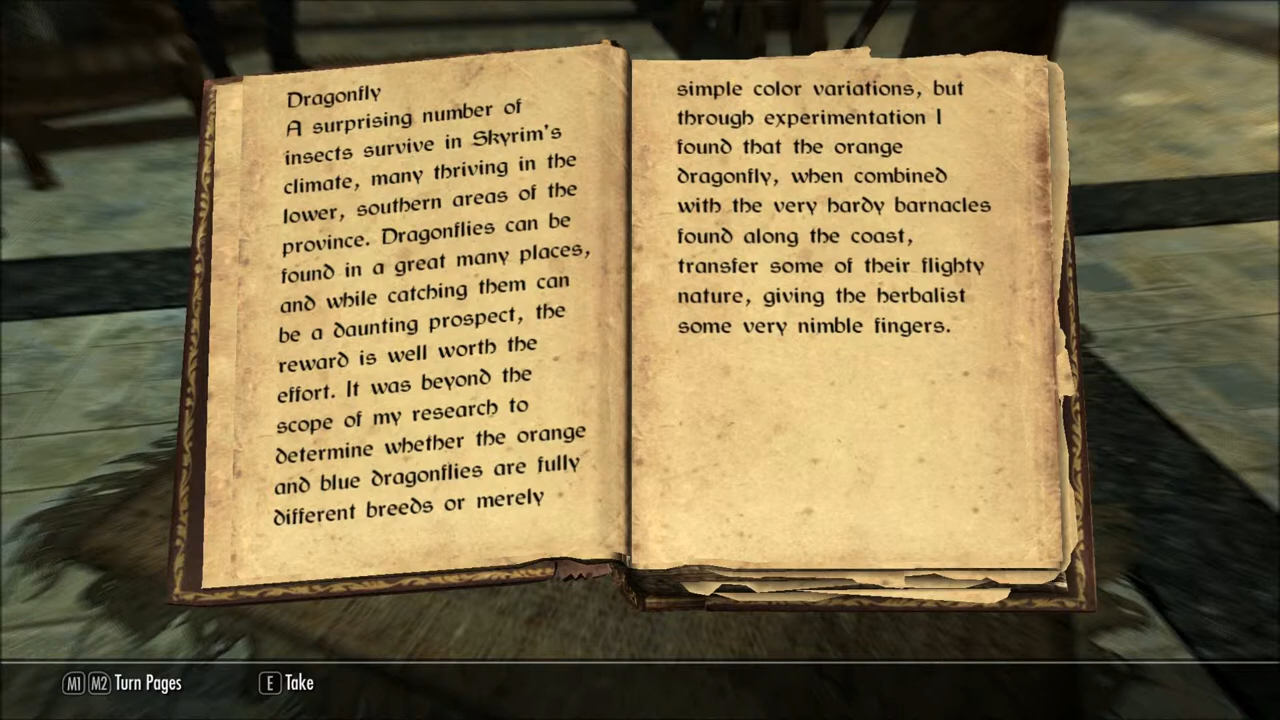 Dragonfly
A surprising number of
insects survive in Skyrim's
climate, many thriving in the
lower, southern areas of the
province. Dragonflies can be
found in a great many places,
and while catching them can
be a daunting prospect, the
reward is well worth the
effort. It was beyond the
scope of my research to
determine whether the orange
and blue dragonflies are fully
different breeds or merely
simple color variations, but
through experimentation I
found that the orange
dragonfly, when combined
with the very hardy barnacles
found along the coast,
transfer some of their flighty
nature, giving the herbalist
some very nimble fingers.
M1 M2 Turn Pages
E Take